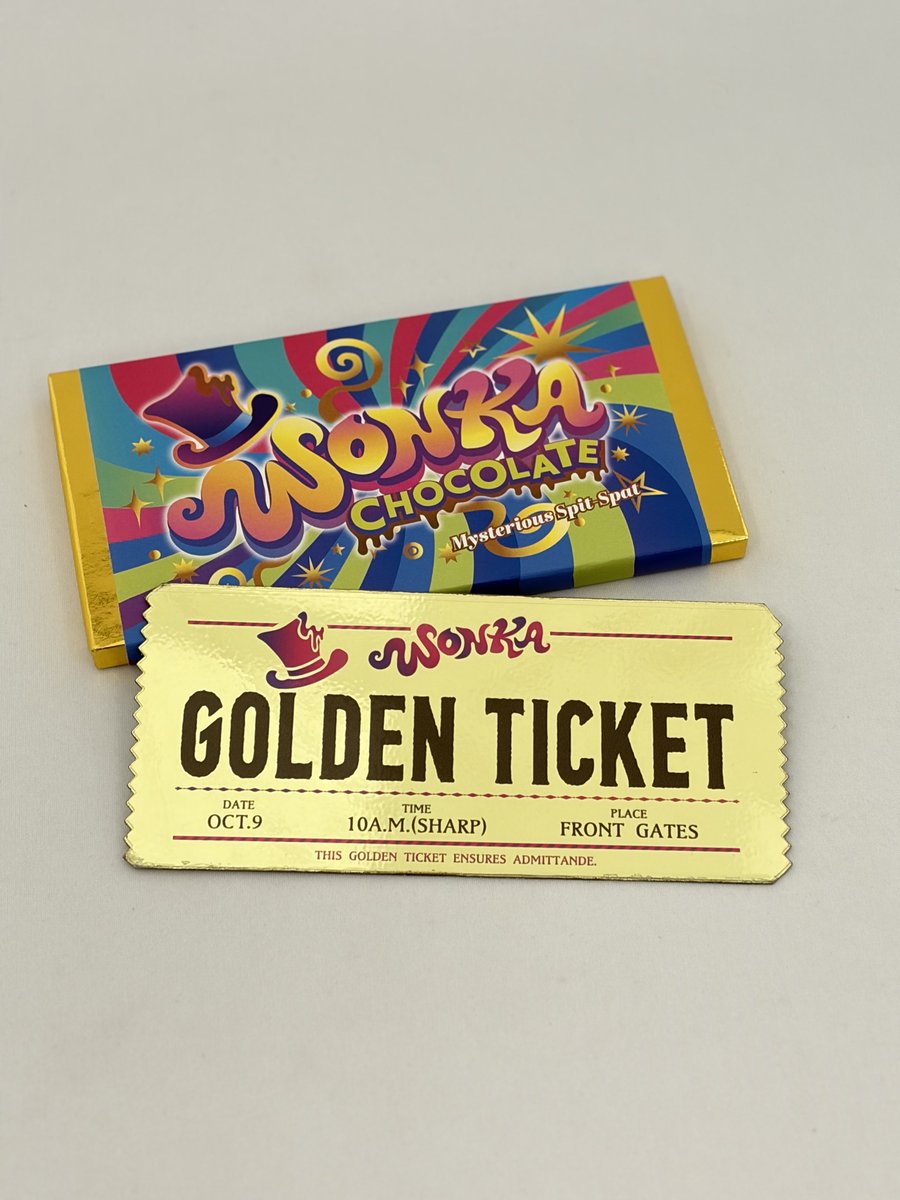 WONKA
CHOCOLATE
Mysterious Spit-Spat
WONKA
GOLDEN TICKET
DATE
OCT.9
TIME
10A.M.(SHARP)
PLACE
FRONT GATES
THIS GOLDEN TICKET ENSURES ADMITTANDE.